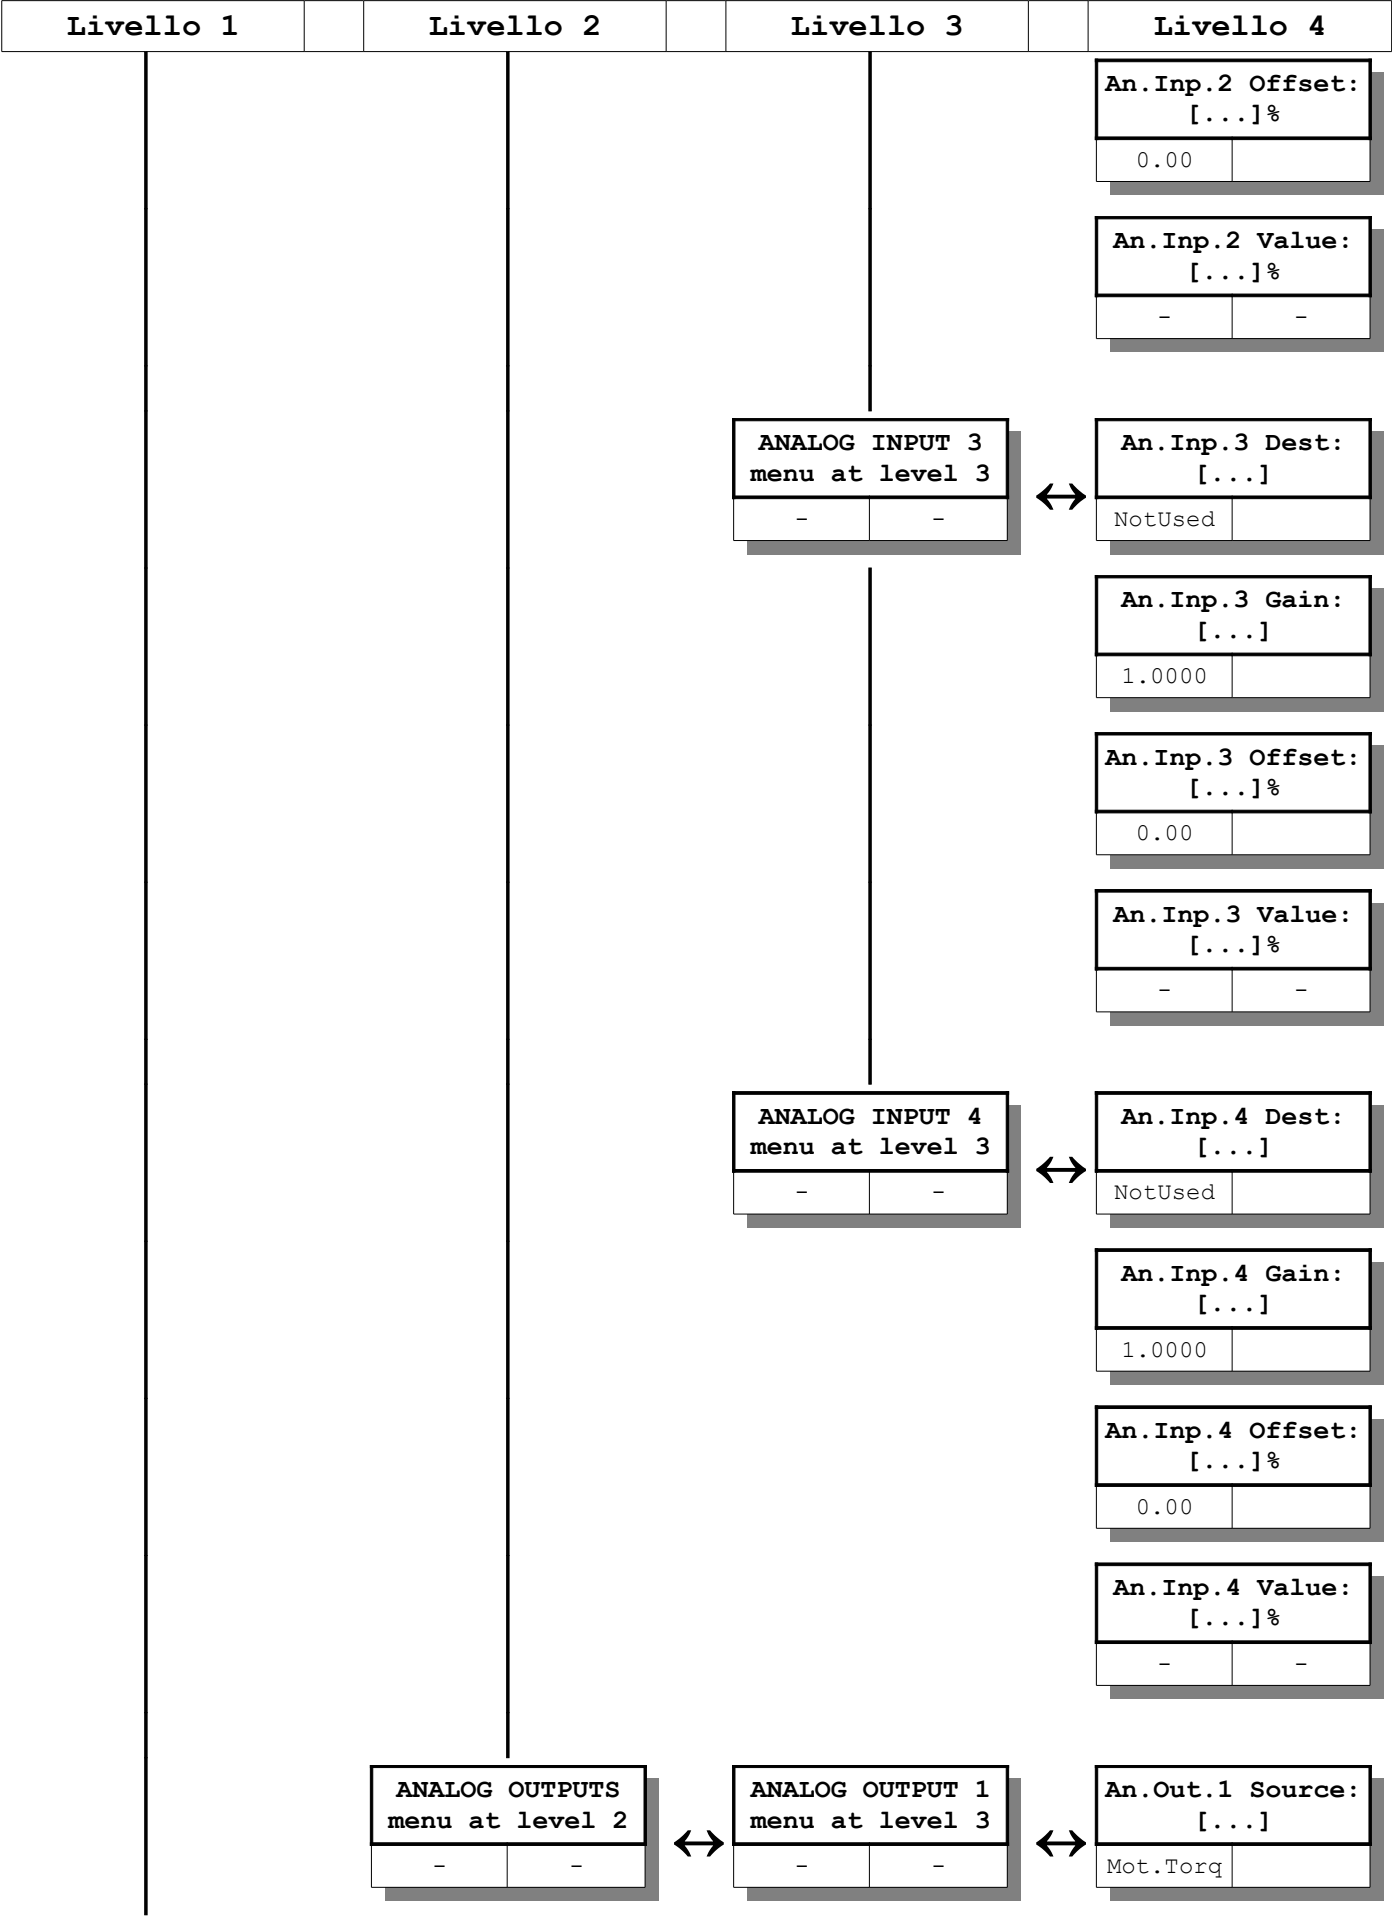 Livello 1 Livello 2 Livello 3 Livello 4
An.Inp.2 Offset:
[...]%
0.00
An.Inp.2 Value:
[...]%
- -
ANALOG INPUT 3
menu at level 3
- -
An.Inp.3 Dest:
[...]
NotUsed
An.Inp.3 Gain:
[...]
1.0000
An.Inp.3 Offset:
[...]%
0.00
An.Inp.3 Value:
[...]%
- -
ANALOG INPUT 4
menu at level 3
- -
An.Inp.4 Dest:
[...]
NotUsed
An.Inp.4 Gain:
[...]
1.0000
An.Inp.4 Offset:
[...]%
0.00
An.Inp.4 Value:
[...]%
- -
ANALOG OUTPUTS
menu at level 2
- -
ANALOG OUTPUT 1
menu at level 3
- -
An.Out.1 Source:
[...]
Mot.Torq